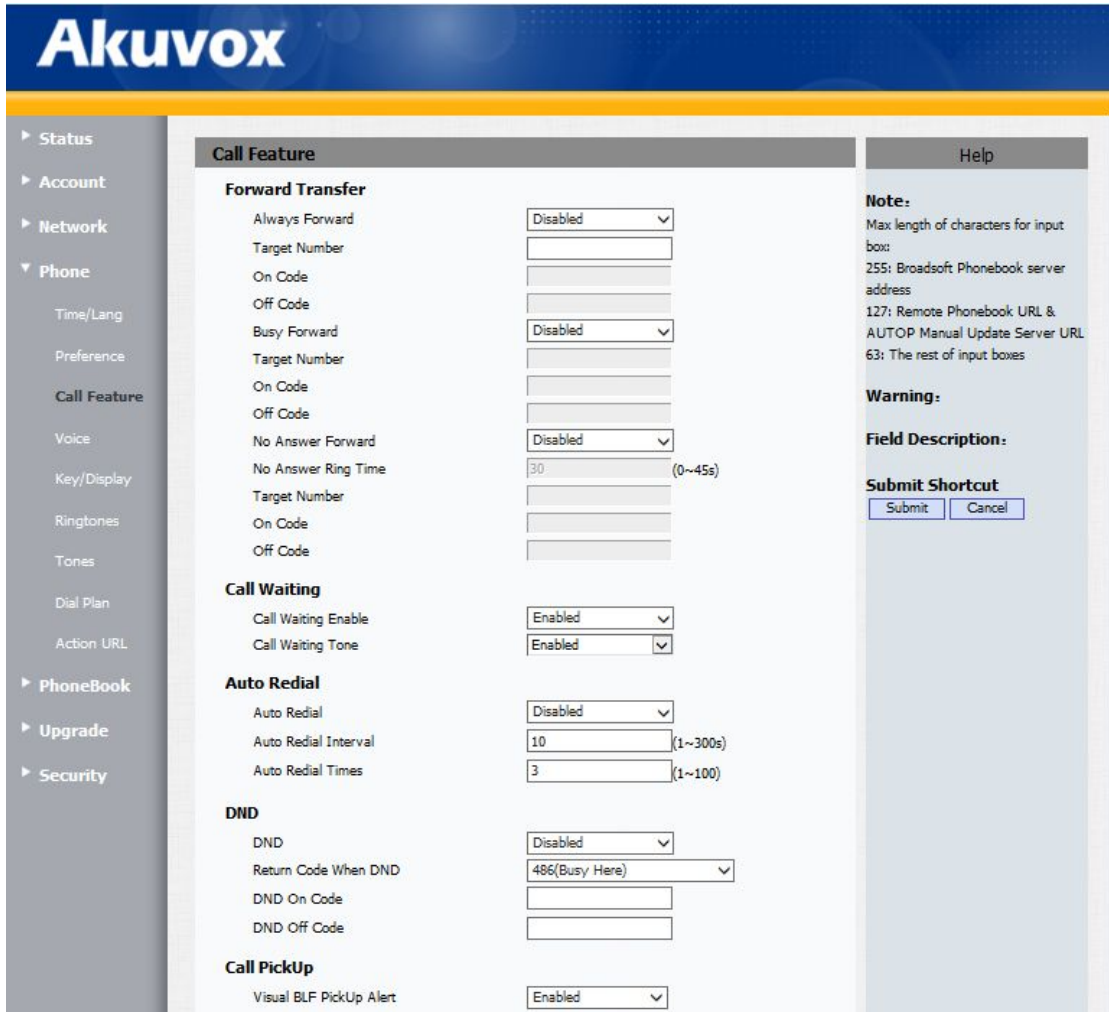 Akuvox
Status
Account
Network
Phone
Time/Lang
Preference
Call Feature
Voice
Key/Display
Ringtones
Tones
Dial Plan
Action URL
PhoneBook
Upgrade
Security
Call Feature
Forward Transfer
Always Forward Disabled
Target Number
On Code
Off Code
Busy Forward Disabled
Target Number
On Code
Off Code
No Answer Forward Disabled
No Answer Ring Time 30 (0~45s)
Target Number
On Code
Off Code
Call Waiting
Call Waiting Enable Enabled
Call Waiting Tone Enabled
Auto Redial
Auto Redial Disabled
Auto Redial Interval 10 (1~300s)
Auto Redial Times 3 (1~100)
DND
DND Disabled
Return Code When DND 486(Busy Here)
DND On Code
DND Off Code
Call PickUp
Visual BLF PickUp Alert Enabled
Help
Note:
Max length of characters for input
box:
255: Broadsoft Phonebook server
address
127: Remote Phonebook URL &
AUTOP Manual Update Server URL
63: The rest of input boxes
Warning:
Field Description:
Submit Shortcut
Submit Cancel